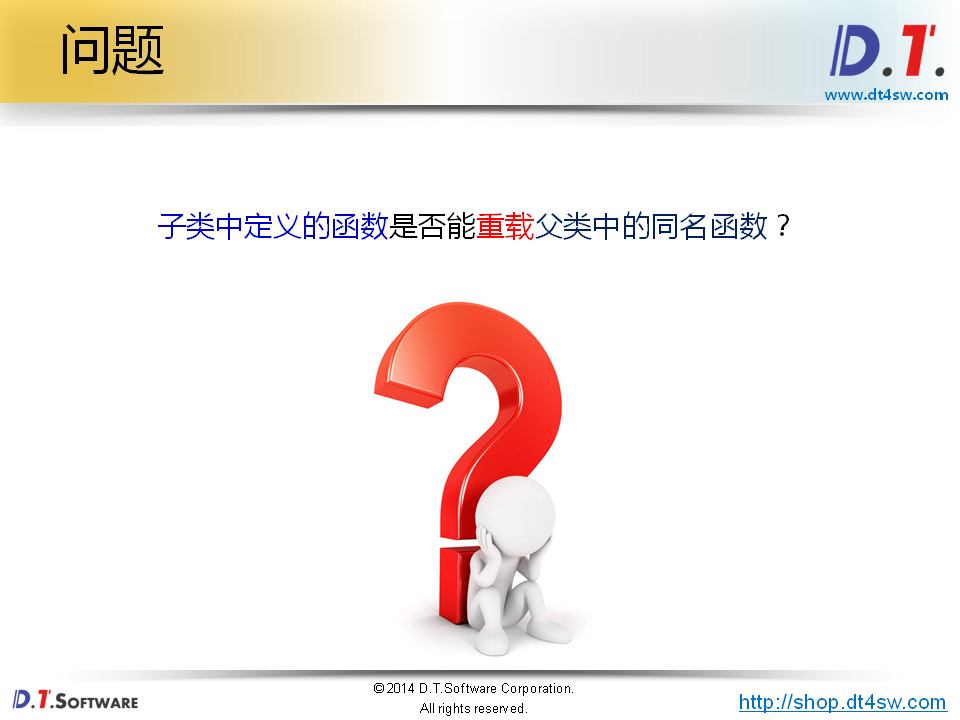 问题
D.T.
www.dt4sw.com
子类中定义的函数是否能重载父类中的同名函数？
D.T.SOFTWARE
©2014 D.T.Software Corporation.
All rights reserved.
http://shop.dt4sw.com